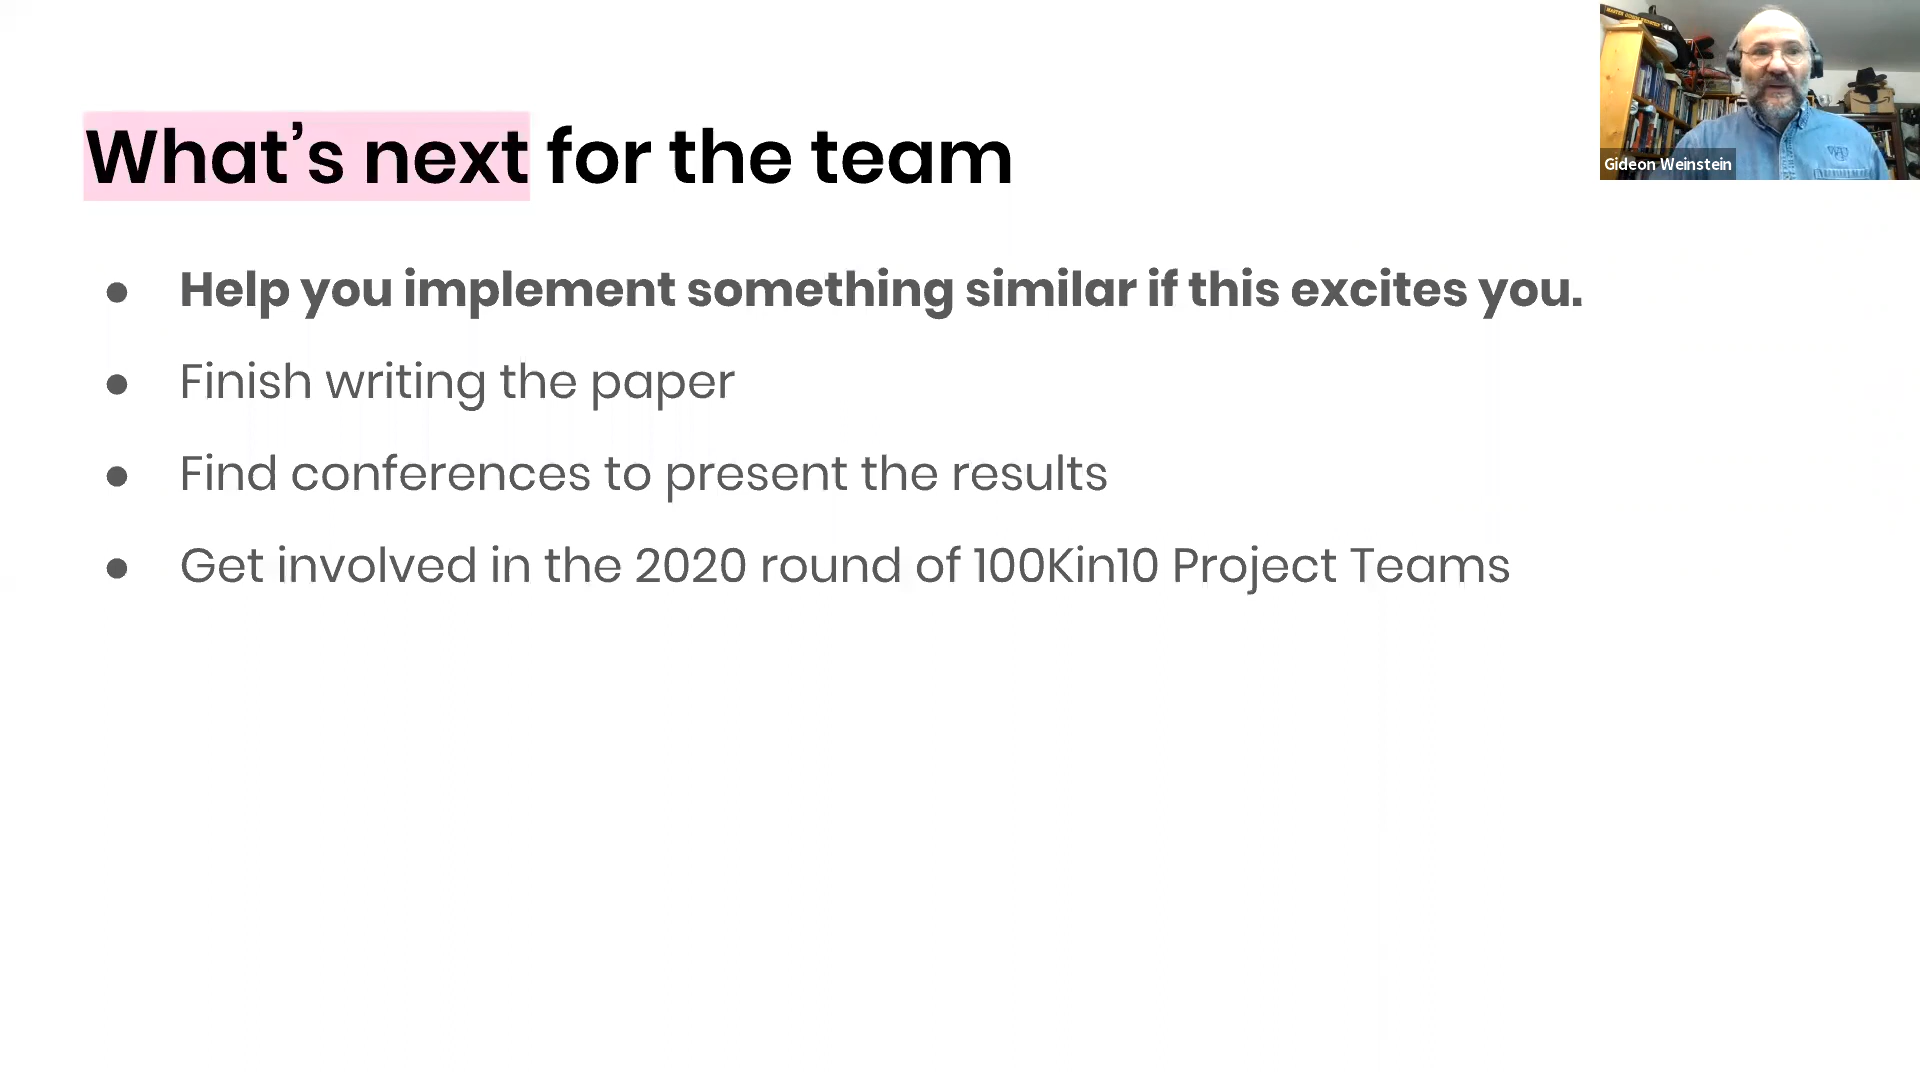 What’s next for the team
● Help you implement something similar if this excites you.
● Finish writing the paper
● Find conferences to present the results
● Get involved in the 2020 round of 100Kin10 Project Teams
Gideon Weinstein